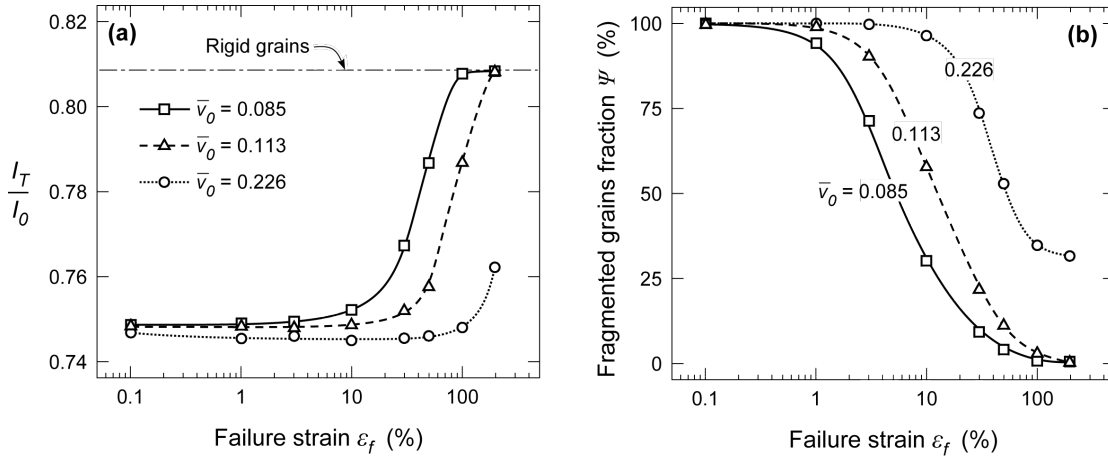 (a)
Rigid grains
v̄0 = 0.085
v̄0 = 0.113
v̄0 = 0.226
0.82
0.80
0.78
0.76
0.74
IT
I0
0.1 1 10 100
Failure strain εf (%)
(b)
0.226
0.113
v̄0 = 0.085
100
75
50
25
0
Fragmented grains fraction Ψ (%)
0.1 1 10 100
Failure strain εf (%)